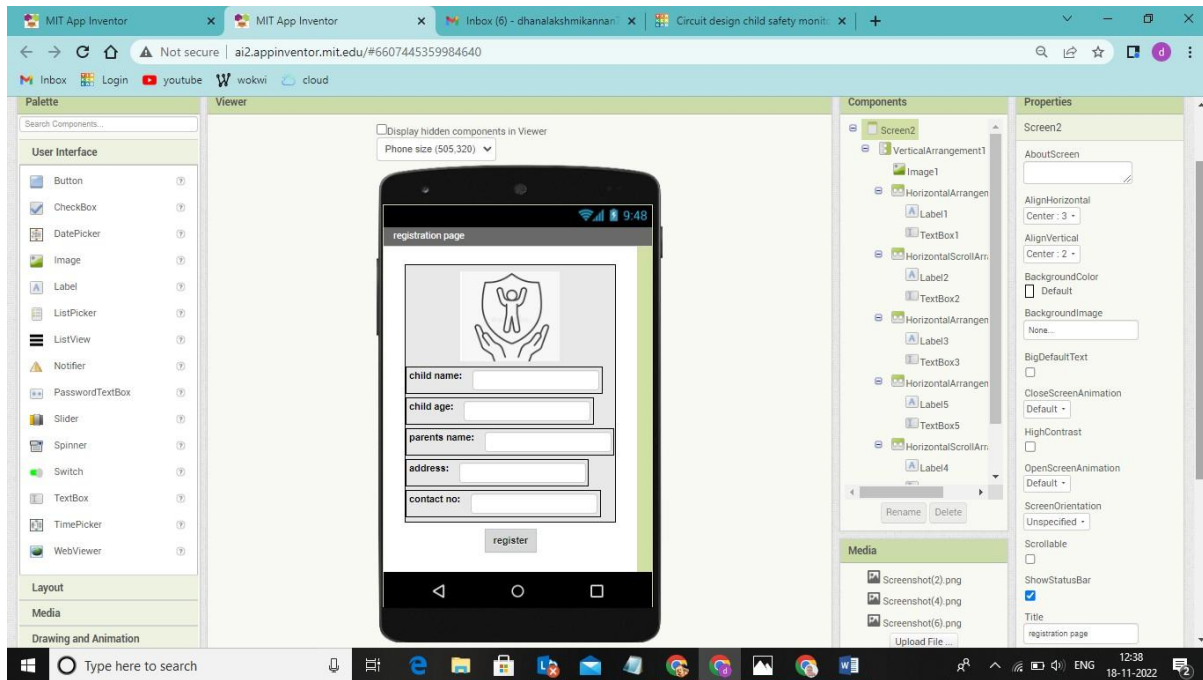 MIT App Inventor
MIT App Inventor
Inbox (6) - dhanalakshmikannan
Circuit design child safety monito
Not secure | ai2.appinventor.mit.edu/#6607445359984640
d
Inbox Login youtube wokwi cloud
Palette
Search Components...
User Interface
Button
CheckBox
DatePicker
Image
Label
ListPicker
ListView
Notifier
PasswordTextBox
Slider
Spinner
Switch
TextBox
TimePicker
WebViewer
Layout
Media
Drawing and Animation
Viewer
Display hidden components in Viewer
Phone size (505,320)
9:48
registration page
child name:
child age:
parents name:
address:
contact no:
register
Components
Screen2
VerticalArrangement1
Image1
HorizontalArrangen
Label1
TextBox1
HorizontalScrollArr
Label2
TextBox2
HorizontalArrangen
Label3
TextBox3
HorizontalArrangen
Label5
TextBox5
HorizontalScrollArr
Label4
Rename Delete
Media
Screenshot(2).png
Screenshot(4).png
Screenshot(6).png
Upload File ...
Properties
Screen2
AboutScreen
AlignHorizontal
Center : 3
AlignVertical
Center : 2
BackgroundColor
Default
BackgroundImage
None...
BigDefaultText
CloseScreenAnimation
Default
HighContrast
OpenScreenAnimation
Default
ScreenOrientation
Unspecified
Scrollable
ShowStatusBar
Title
registration page
Type here to search
ENG
12:38
18-11-2022
2